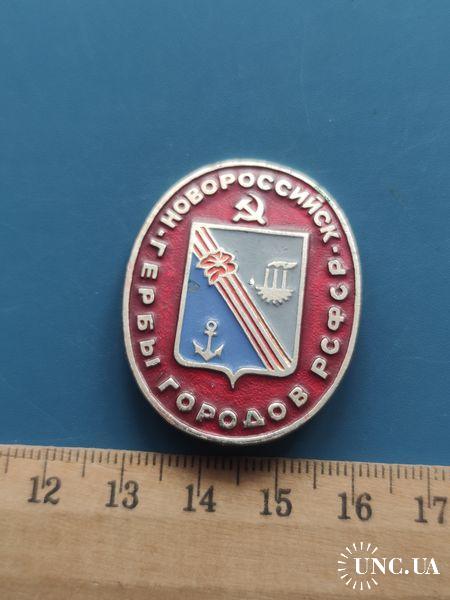 НОВОРОССИЙСК
ГЕРБЫ ГОРОДОВ РСФСР
12 13 14 15 16 17
UNC.UA